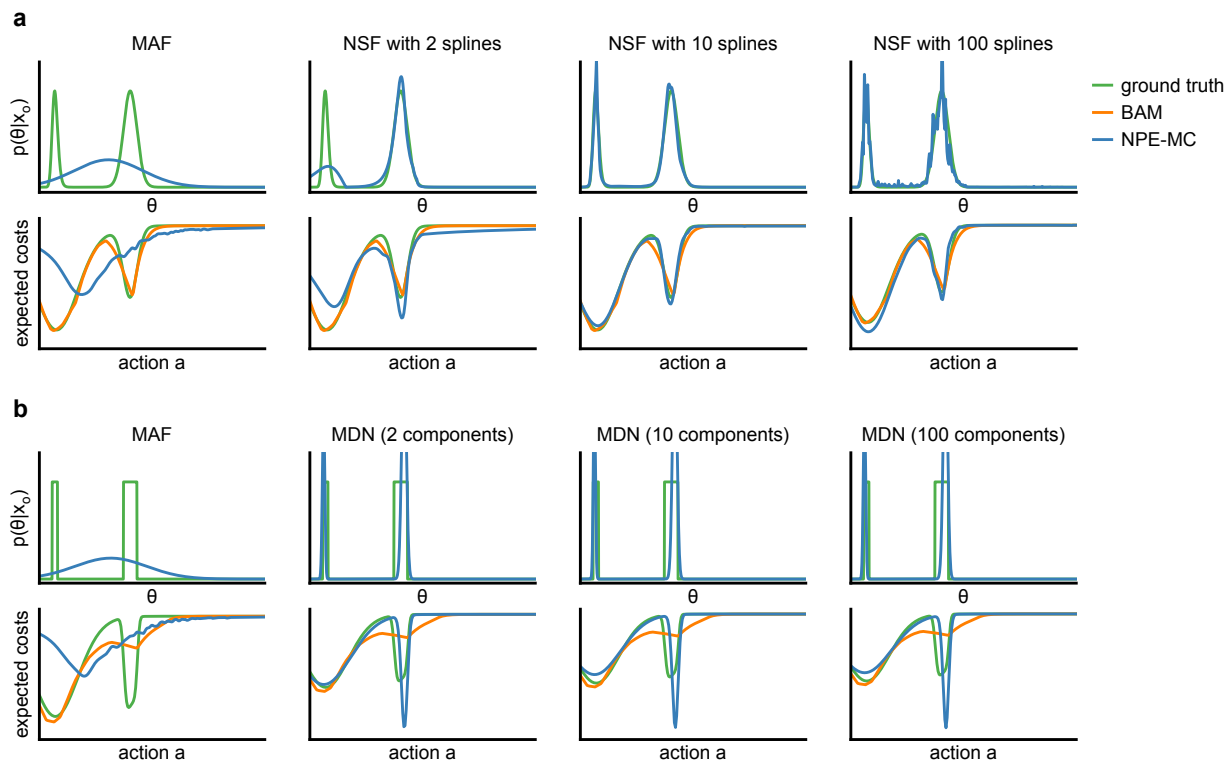 a
MAF
NSF with 2 splines
NSF with 10 splines
NSF with 100 splines
p(θ|xₒ)
θ
θ
θ
θ
ground truth
BAM
NPE-MC
expected costs
action a
action a
action a
action a
b
MAF
MDN (2 components)
MDN (10 components)
MDN (100 components)
p(θ|xₒ)
θ
θ
θ
θ
expected costs
action a
action a
action a
action a